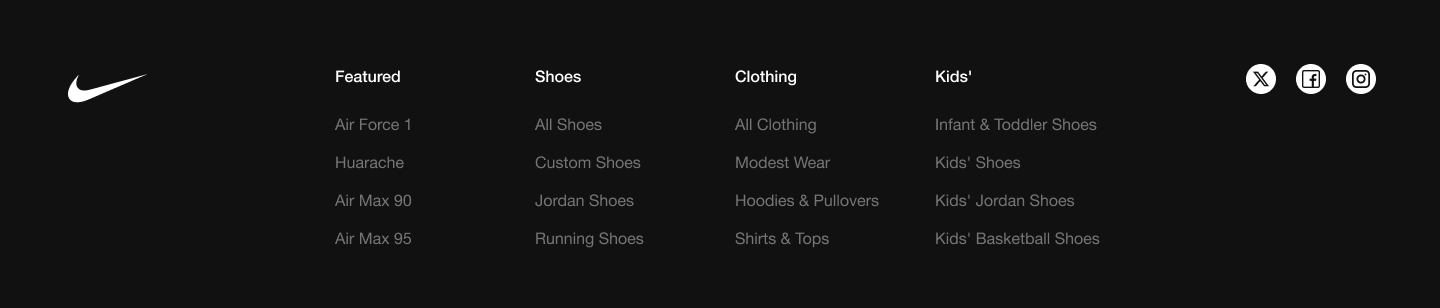 Featured
Air Force 1
Huarache
Air Max 90
Air Max 95
Shoes
All Shoes
Custom Shoes
Jordan Shoes
Running Shoes
Clothing
All Clothing
Modest Wear
Hoodies & Pullovers
Shirts & Tops
Kids'
Infant & Toddler Shoes
Kids' Shoes
Kids' Jordan Shoes
Kids' Basketball Shoes